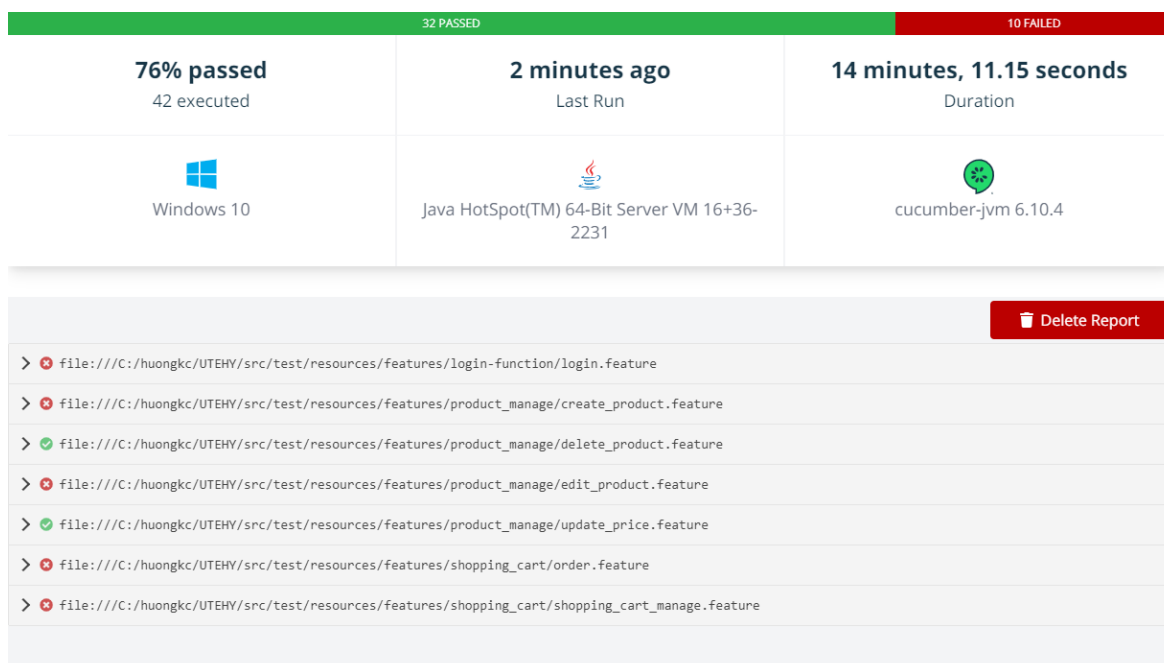 32 PASSED
10 FAILED
76% passed
42 executed
2 minutes ago
Last Run
14 minutes, 11.15 seconds
Duration
Windows 10
Java HotSpot(TM) 64-Bit Server VM 16+36-
2231
cucumber-jvm 6.10.4
Delete Report
file:///C:/huongkc/UTEHY/src/test/resources/features/login-function/login.feature
file:///C:/huongkc/UTEHY/src/test/resources/features/product_manage/create_product.feature
file:///C:/huongkc/UTEHY/src/test/resources/features/product_manage/delete_product.feature
file:///C:/huongkc/UTEHY/src/test/resources/features/product_manage/edit_product.feature
file:///C:/huongkc/UTEHY/src/test/resources/features/product_manage/update_price.feature
file:///C:/huongkc/UTEHY/src/test/resources/features/shopping_cart/order.feature
file:///C:/huongkc/UTEHY/src/test/resources/features/shopping_cart/shopping_cart_manage.feature